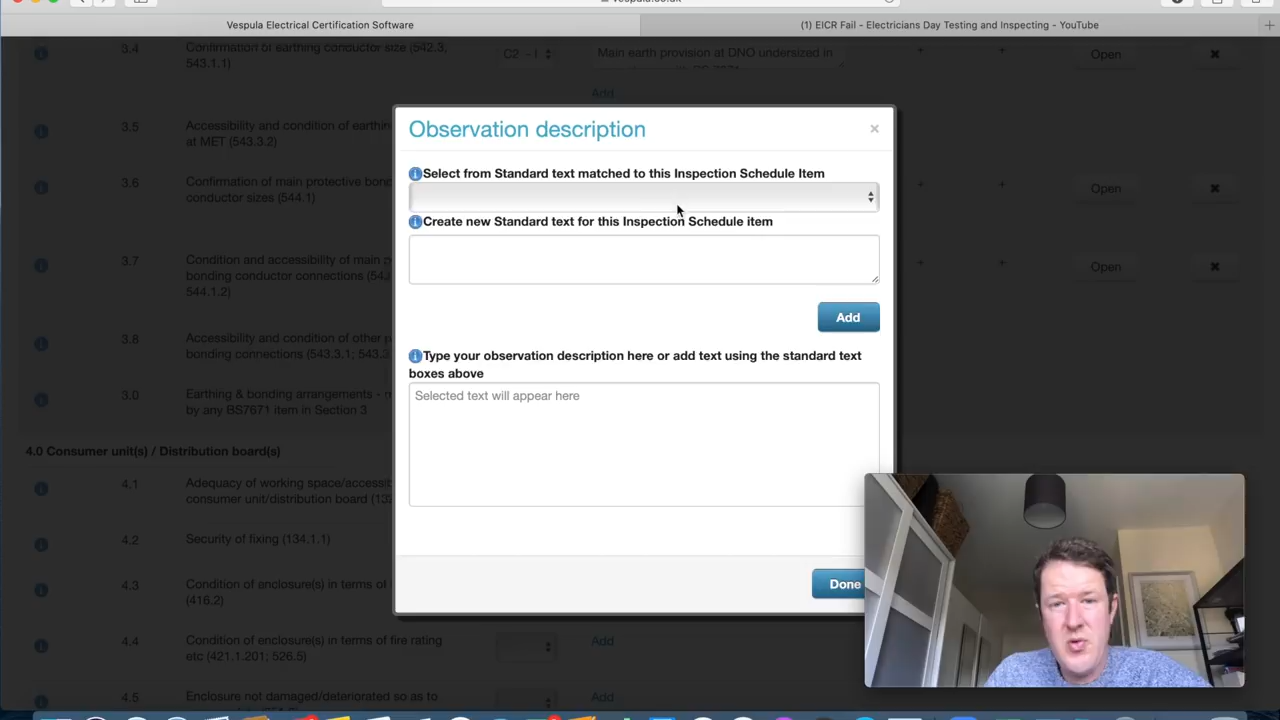 vespula.co.uk
Vespula Electrical Certification Software
(1) EICR Fail - Electricians Day Testing and Inspecting - YouTube
3.4
Confirmation of earthing conductor size (542.3,
543.1.1)
C2 - I
Main earth provision at DNO undersized in
+
+
Open
✖
Add
3.5
Accessibility and condition of earthin
at MET (543.3.2)
3.6
Confirmation of main protective bon
conductor sizes (544.1)
+
+
Open
✖
3.7
Condition and accessibility of main p
bonding conductor connections (54
544.1.2)
+
+
Open
✖
3.8
Accessibility and condition of other p
bonding connections (543.3.1; 543.3
3.0
Earthing & bonding arrangements -
by any BS7671 item in Section 3
4.0 Consumer unit(s) / Distribution board(s)
4.1
Adequacy of working space/accessib
consumer unit/distribution board (13
4.2
Security of fixing (134.1.1)
4.3
Condition of enclosure(s) in terms of I
(416.2)
4.4
Condition of enclosure(s) in terms of fire rating
etc (421.1.201; 526.5)
Add
4.5
Enclosure not damaged/deteriorated so as to
Add
Observation description
×
Select from Standard text matched to this Inspection Schedule Item
Create new Standard text for this Inspection Schedule item
Add
Type your observation description here or add text using the standard text
boxes above
Selected text will appear here
Done